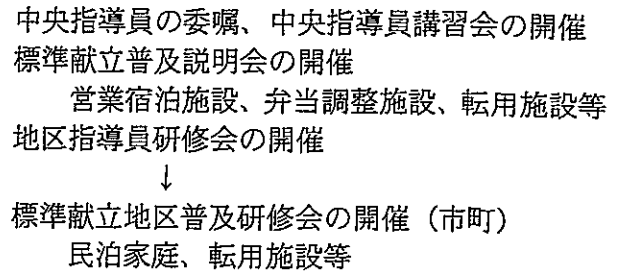 中央指導員の委嘱、中央指導員講習会の開催
標準献立普及説明会の開催
営業宿泊施設、弁当調整施設、転用施設等
地区指導員研修会の開催
↓
標準献立地区普及研修会の開催（市町）
民泊家庭、転用施設等